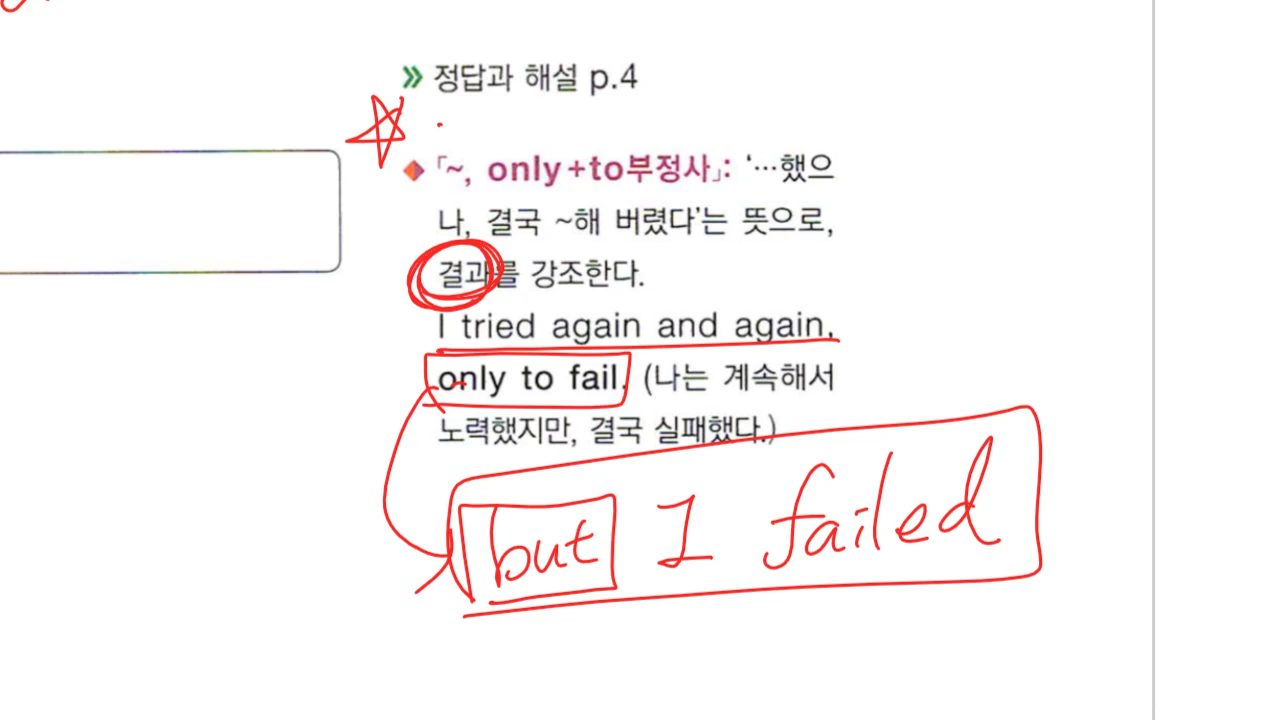 » 정답과 해설 p.4
「~, only+to부정사」: ‘…했으
나, 결국 ~해 버렸다’는 뜻으로,
결과를 강조한다.
I tried again and again,
only to fail. (나는 계속해서
노력했지만, 결국 실패했다.)
but I failed